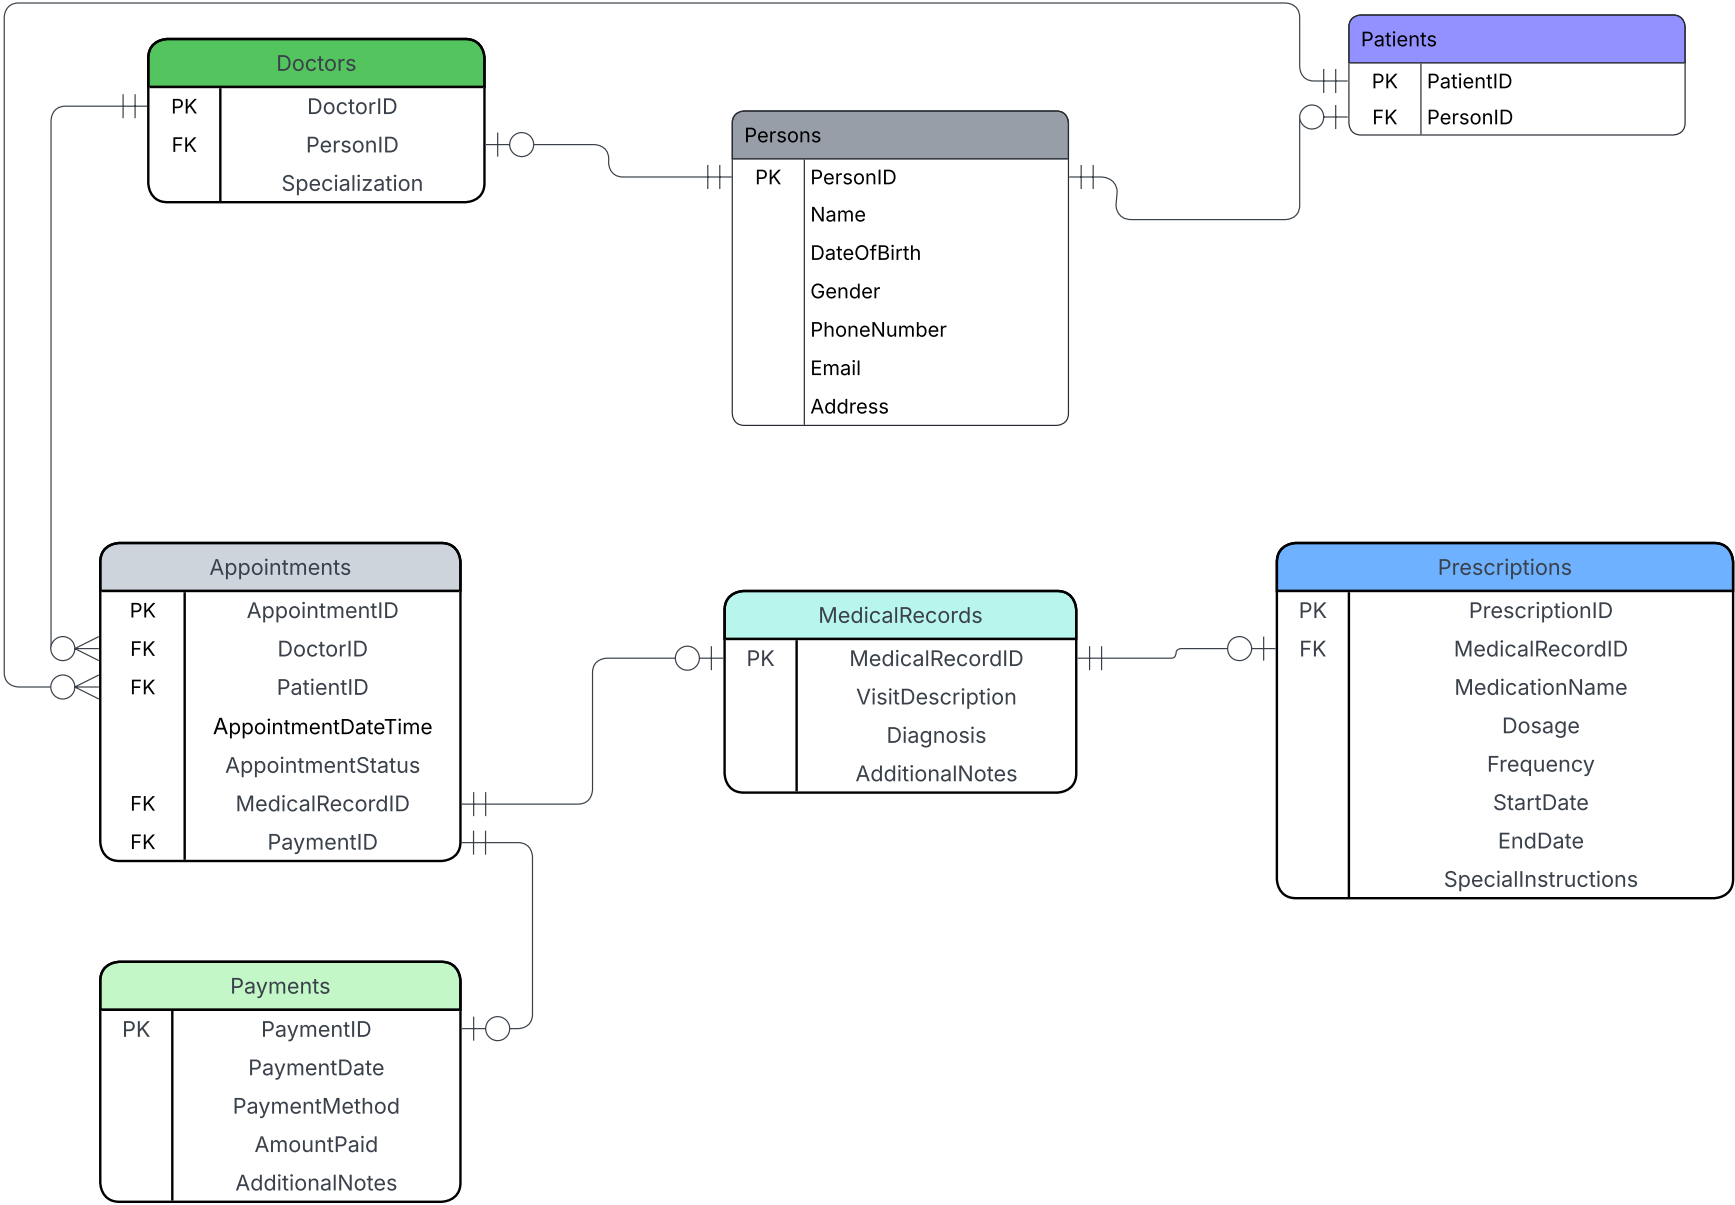 Doctors
PK DoctorID
FK PersonID
Specialization
Persons
PK PersonID
Name
DateOfBirth
Gender
PhoneNumber
Email
Address
Patients
PK PatientID
FK PersonID
Appointments
PK AppointmentID
FK DoctorID
FK PatientID
AppointmentDateTime
AppointmentStatus
FK MedicalRecordID
FK PaymentID
MedicalRecords
PK MedicalRecordID
VisitDescription
Diagnosis
AdditionalNotes
Prescriptions
PK PrescriptionID
FK MedicalRecordID
MedicationName
Dosage
Frequency
StartDate
EndDate
SpecialInstructions
Payments
PK PaymentID
PaymentDate
PaymentMethod
AmountPaid
AdditionalNotes